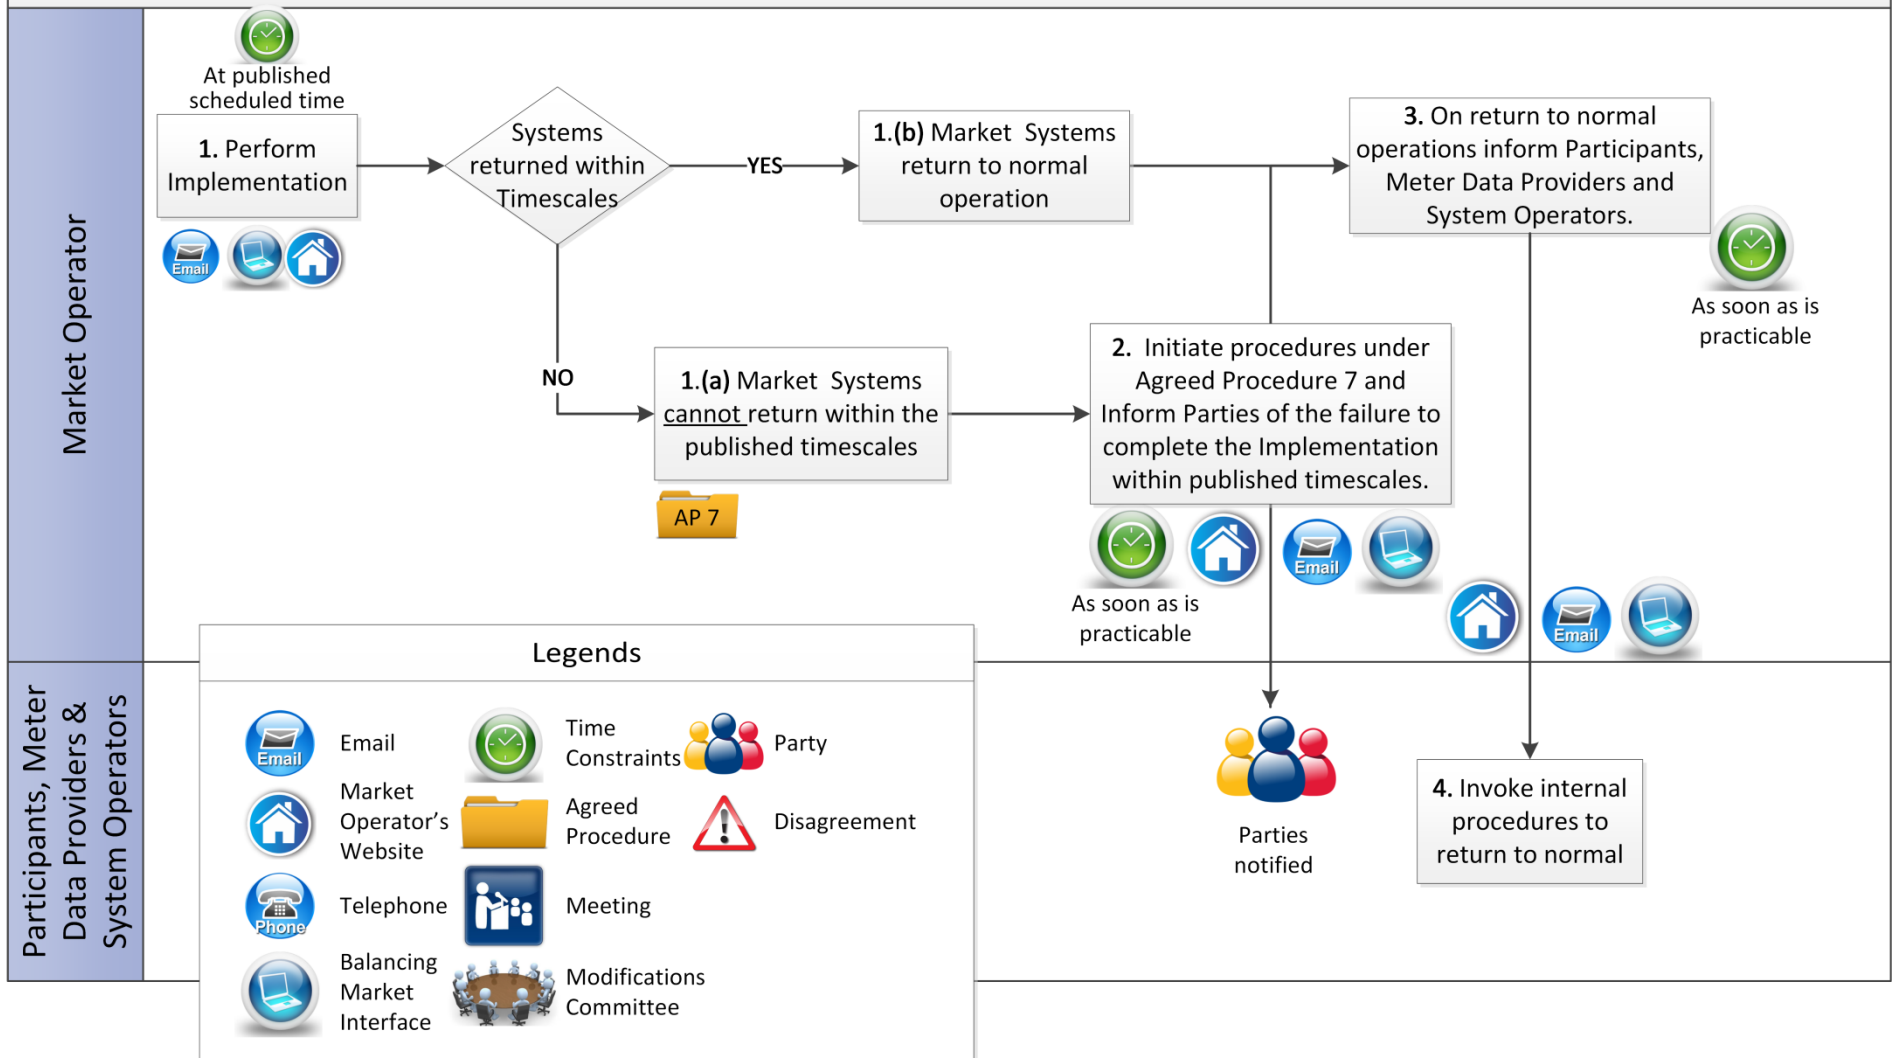 At published
scheduled time
1. Perform
Implementation
Email
Systems
returned within
Timescales
YES
1.(b) Market Systems
return to normal
operation
3. On return to normal
operations inform Participants,
Meter Data Providers and
System Operators.
As soon as is
practicable
NO
1.(a) Market Systems
cannot return within the
published timescales
AP 7
2. Initiate procedures under
Agreed Procedure 7 and
Inform Parties of the failure to
complete the Implementation
within published timescales.
As soon as is
practicable
Email
Email
Market Operator
Participants, Meter
Data Providers &
System Operators
Parties
notified
4. Invoke internal
procedures to
return to normal
Legends
Email
Email
Time
Constraints
Party
Market
Operator's
Website
Agreed
Procedure
Disagreement
Phone
Telephone
Meeting
Balancing
Market
Interface
Modifications
Committee